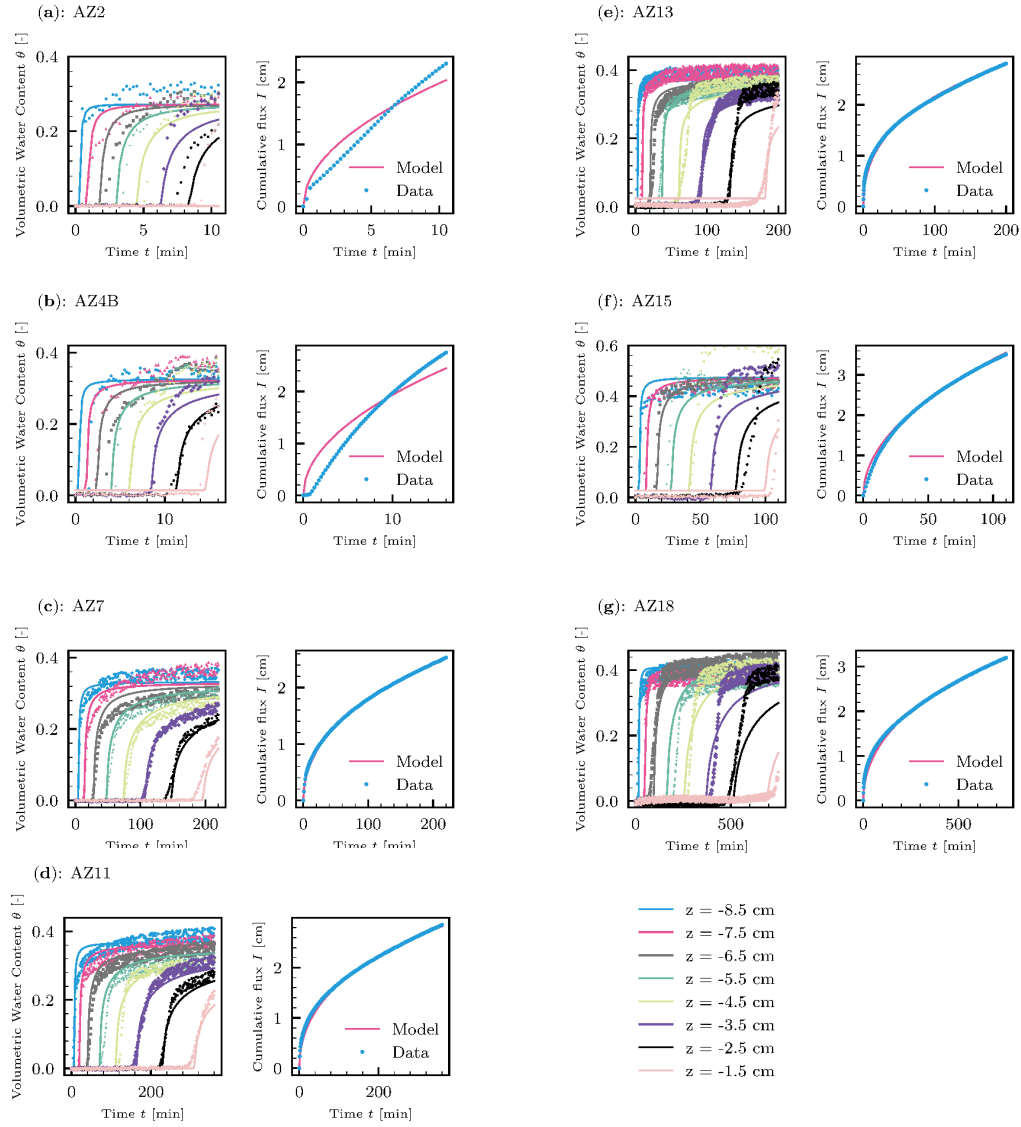 (a): AZ2
Volumetric Water Content θ [-]
0.4
0.2
0.0
0
5
10
Time t [min]
Cumulative flux I [cm]
2
1
0
Model
Data
0
5
10
Time t [min]
(b): AZ4B
Volumetric Water Content θ [-]
0.4
0.2
0.0
0
10
Time t [min]
Cumulative flux I [cm]
2
1
0
Model
Data
0
10
Time t [min]
(c): AZ7
Volumetric Water Content θ [-]
0.4
0.2
0.0
0
100
200
Time t [min]
Cumulative flux I [cm]
2
1
0
Model
Data
0
100
200
Time t [min]
(d): AZ11
Volumetric Water Content θ [-]
0.4
0.2
0.0
200
Time t [min]
Cumulative flux I [cm]
2
1
0
Model
Data
0
200
Time t [min]
(e): AZ13
Volumetric Water Content θ [-]
0.4
0.2
0.0
0
100
200
Time t [min]
Cumulative flux I [cm]
2
1
0
Model
Data
0
100
200
Time t [min]
(f): AZ15
Volumetric Water Content θ [-]
0.6
0.4
0.2
0.0
0
50
100
Time t [min]
Cumulative flux I [cm]
3
2
1
0
Model
Data
0
50
100
Time t [min]
(g): AZ18
Volumetric Water Content θ [-]
0.4
0.2
0.0
500
Time t [min]
Cumulative flux I [cm]
3
2
1
0
Model
Data
0
500
Time t [min]
z = -8.5 cm
z = -7.5 cm
z = -6.5 cm
z = -5.5 cm
z = -4.5 cm
z = -3.5 cm
z = -2.5 cm
z = -1.5 cm